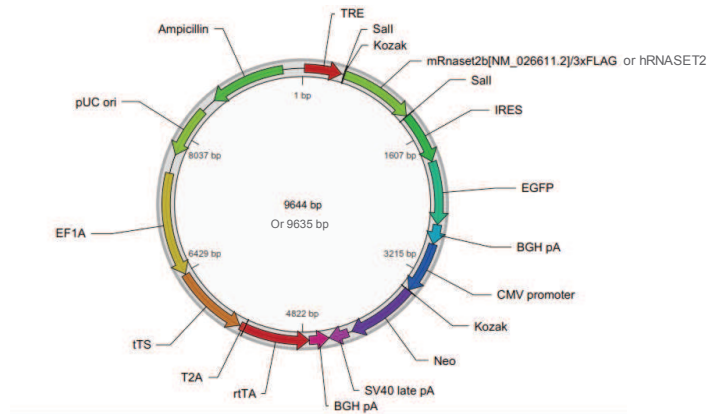 TRE
Ampicillin
SalI
Kozak
mRnaset2b[NM_026611.2]/3xFLAG or hRNASET2
SalI
pUC ori
1 bp
IRES
8037 bp
1607 bp
EGFP
9644 bp
Or 9635 bp
EF1A
BGH pA
6429 bp
3215 bp
CMV promoter
4822 bp
Kozak
tTS
Neo
T2A
rtTA
SV40 late pA
BGH pA